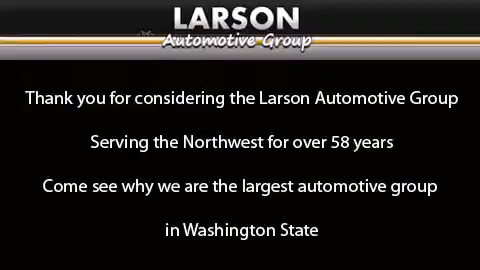 LARSON
Automotive Group
Thank you for considering the Larson Automotive Group
Serving the Northwest for over 58 years
Come see why we are the largest automotive group
in Washington State